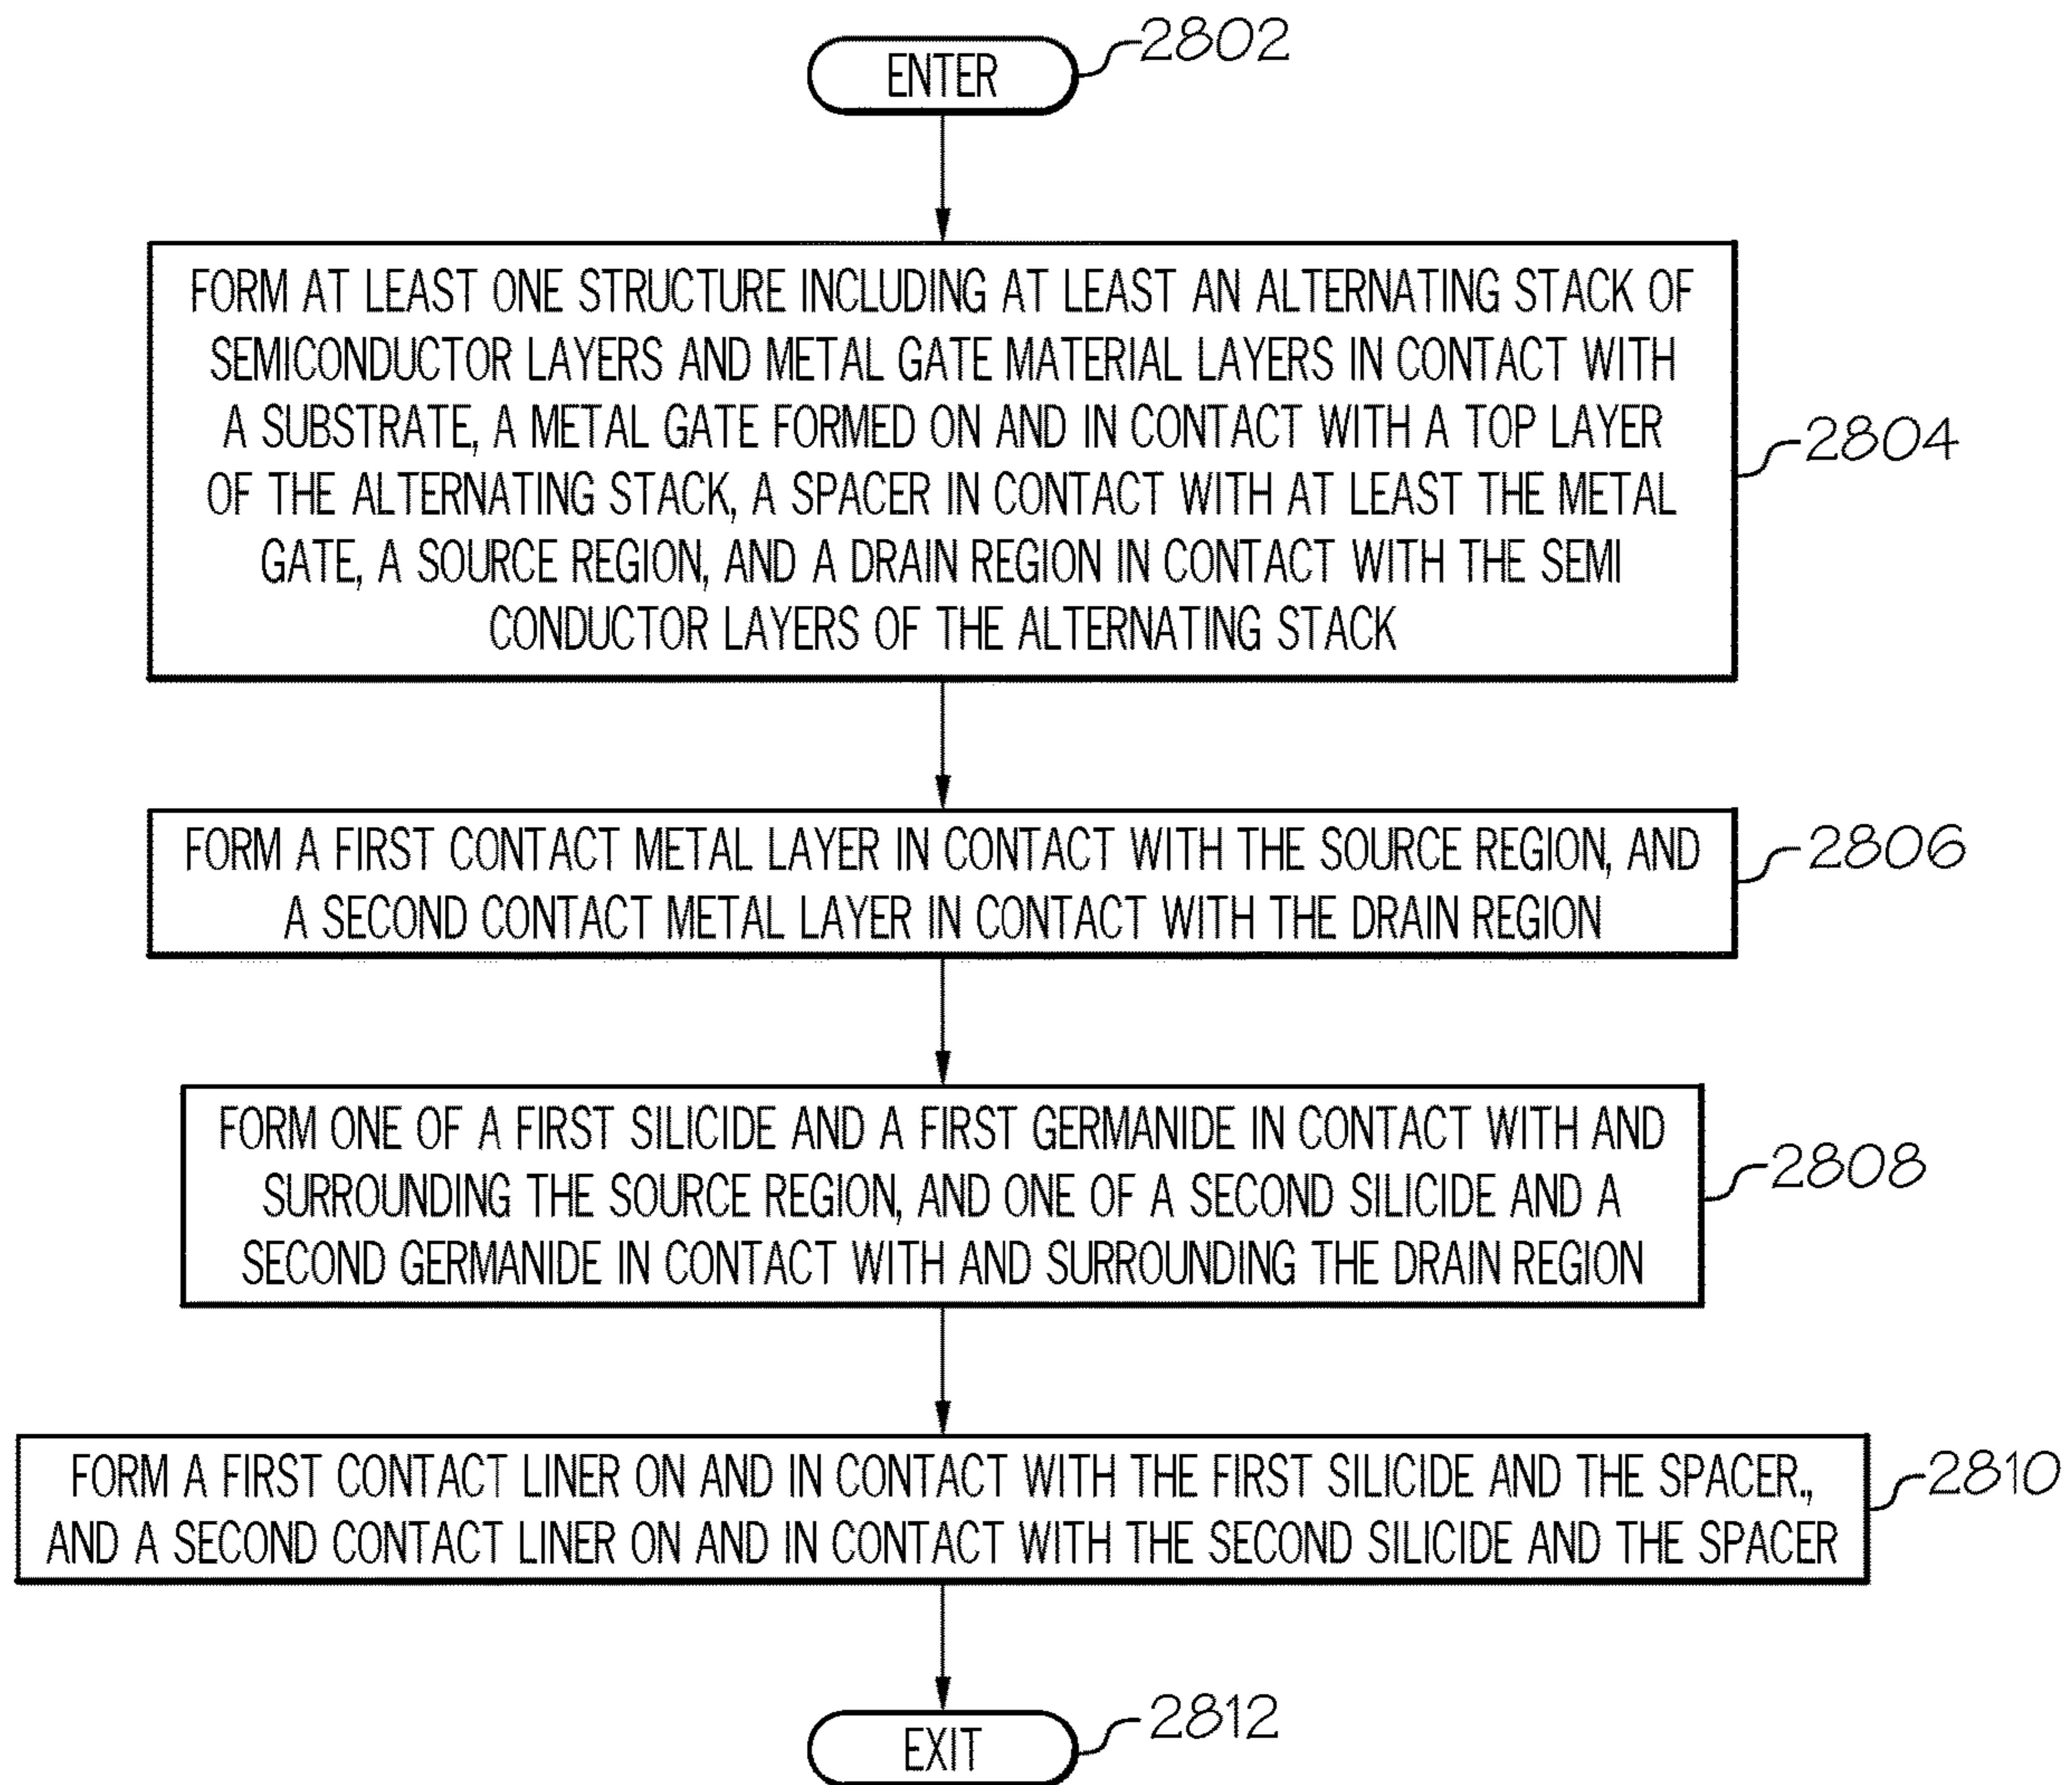 ENTER
2802
FORM AT LEAST ONE STRUCTURE INCLUDING AT LEAST AN ALTERNATING STACK OF
SEMICONDUCTOR LAYERS AND METAL GATE MATERIAL LAYERS IN CONTACT WITH
A SUBSTRATE, A METAL GATE FORMED ON AND IN CONTACT WITH A TOP LAYER
OF THE ALTERNATING STACK, A SPACER IN CONTACT WITH AT LEAST THE METAL
GATE, A SOURCE REGION, AND A DRAIN REGION IN CONTACT WITH THE SEMI
CONDUCTOR LAYERS OF THE ALTERNATING STACK
2804
FORM A FIRST CONTACT METAL LAYER IN CONTACT WITH THE SOURCE REGION, AND
A SECOND CONTACT METAL LAYER IN CONTACT WITH THE DRAIN REGION
2806
FORM ONE OF A FIRST SILICIDE AND A FIRST GERMANIDE IN CONTACT WITH AND
SURROUNDING THE SOURCE REGION, AND ONE OF A SECOND SILICIDE AND A
SECOND GERMANIDE IN CONTACT WITH AND SURROUNDING THE DRAIN REGION
2808
FORM A FIRST CONTACT LINER ON AND IN CONTACT WITH THE FIRST SILICIDE AND THE SPACER.,
AND A SECOND CONTACT LINER ON AND IN CONTACT WITH THE SECOND SILICIDE AND THE SPACER
2810
EXIT
2812